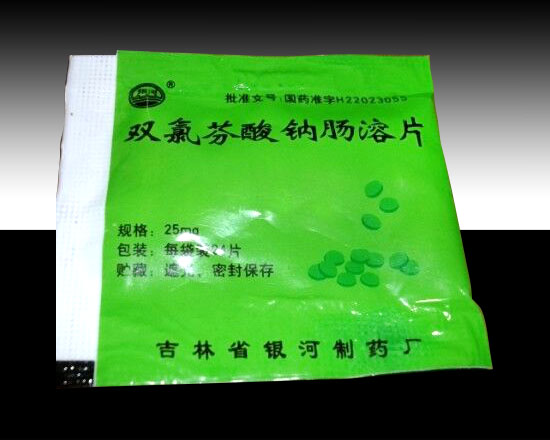 银河®
批准文号:国药准字H22023055
双氯芬酸钠肠溶片
规格:25mg
包装:每袋装24片
贮藏:遮光、密封保存
吉林省银河制药厂